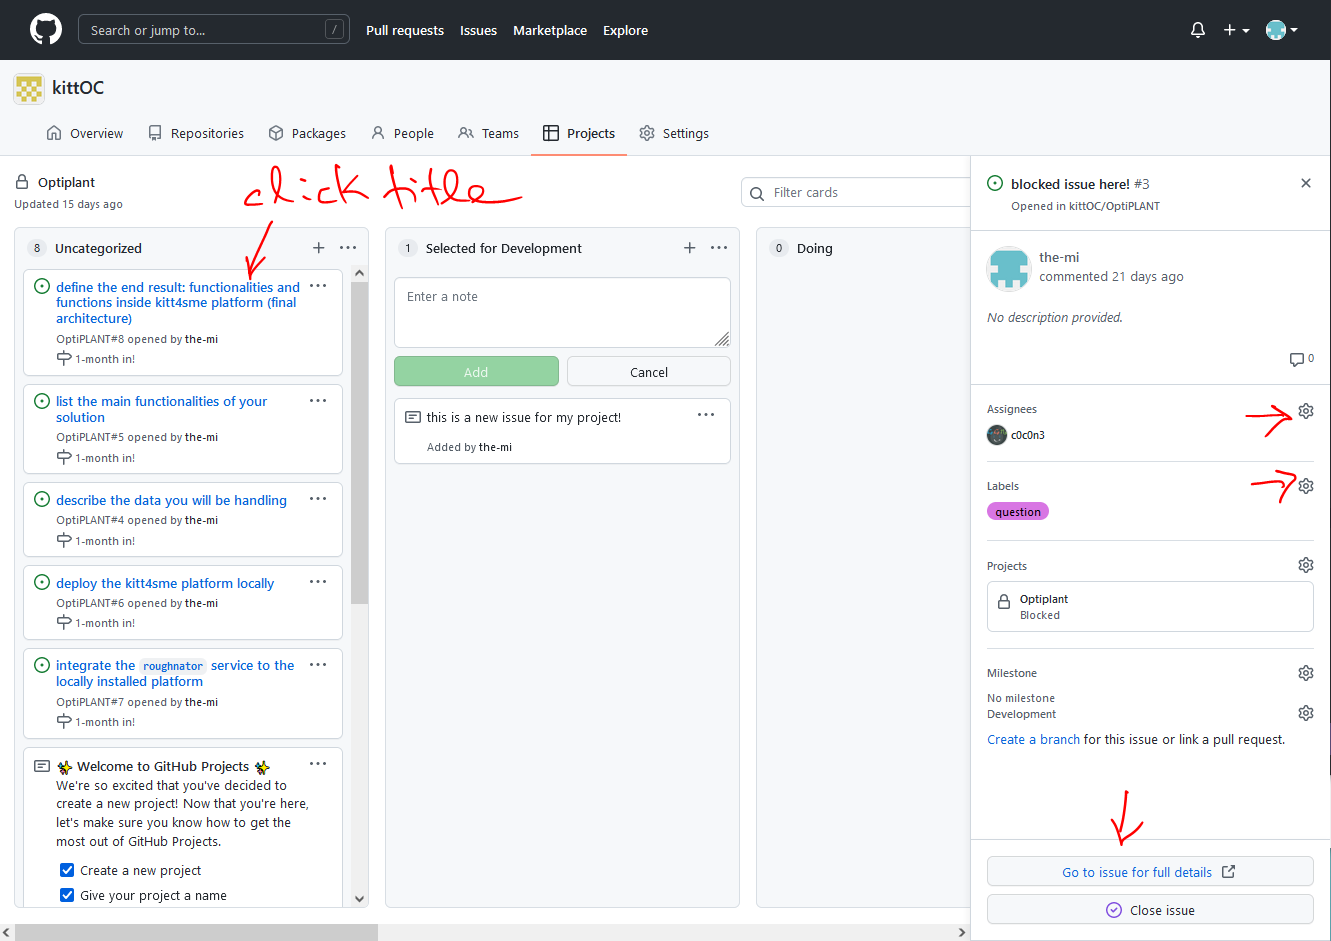 Search or jump to...
/
Pull requests
Issues
Marketplace
Explore
kittOC
Overview
Repositories
Packages
People
Teams
Projects
Settings
Optiplant
Updated 15 days ago
click title
Filter cards
8 Uncategorized
define the end result: functionalities and
functions inside kitt4sme platform (final
architecture)
OptiPLANT#8 opened by the-mi
1-month in!
list the main functionalities of your
solution
OptiPLANT#5 opened by the-mi
1-month in!
describe the data you will be handling
OptiPLANT#4 opened by the-mi
1-month in!
deploy the kitt4sme platform locally
OptiPLANT#6 opened by the-mi
1-month in!
integrate the roughnator service to the
locally installed platform
OptiPLANT#7 opened by the-mi
1-month in!
✨ Welcome to GitHub Projects ✨
We're so excited that you've decided to
create a new project! Now that you're here,
let's make sure you know how to get the
most out of GitHub Projects.
Create a new project
Give your project a name
1 Selected for Development
Enter a note
Add
Cancel
this is a new issue for my project!
Added by the-mi
0 Doing
blocked issue here! #3
Opened in kittOC/OptiPLANT
the-mi
commented 21 days ago
No description provided.
0
Assignees
c0c0n3
Labels
question
Projects
Optiplant
Blocked
Milestone
No milestone
Development
Create a branch for this issue or link a pull request.
Go to issue for full details
Close issue